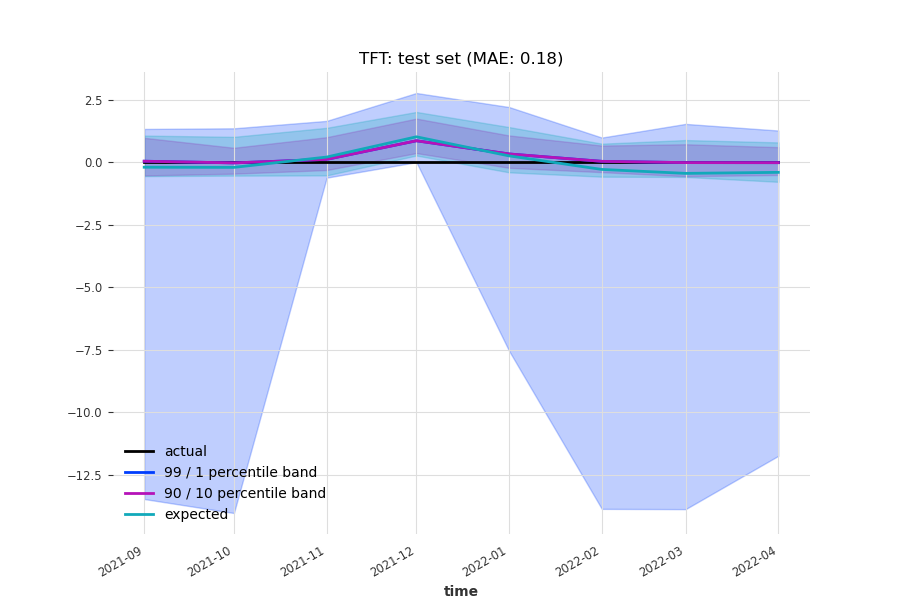 TFT: test set (MAE: 0.18)
2.5
0.0
−2.5
−5.0
−7.5
−10.0
−12.5
actual
99 / 1 percentile band
90 / 10 percentile band
expected
2021-09
2021-10
2021-11
2021-12
2022-01
2022-02
2022-03
2022-04
time